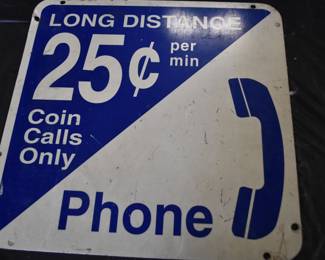 LONG DISTANCE
25¢ per min
Coin
Calls
Only
Phone